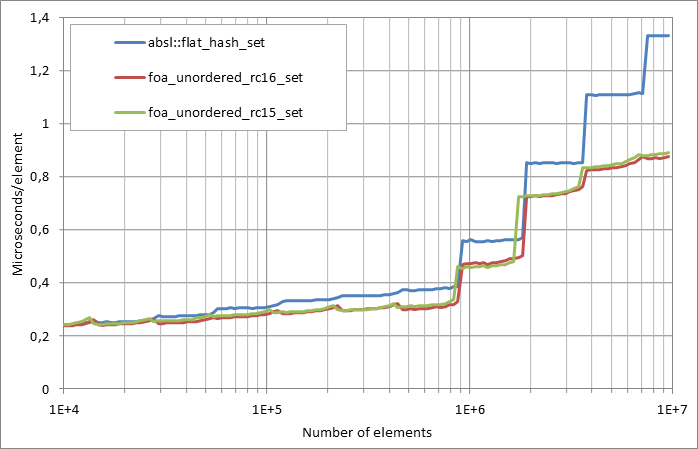 1,4
1,2
1
0,8
0,6
0,4
0,2
0
Microseconds/element
absl::flat_hash_set
foa_unordered_rc16_set
foa_unordered_rc15_set
1E+4
1E+5
1E+6
1E+7
Number of elements